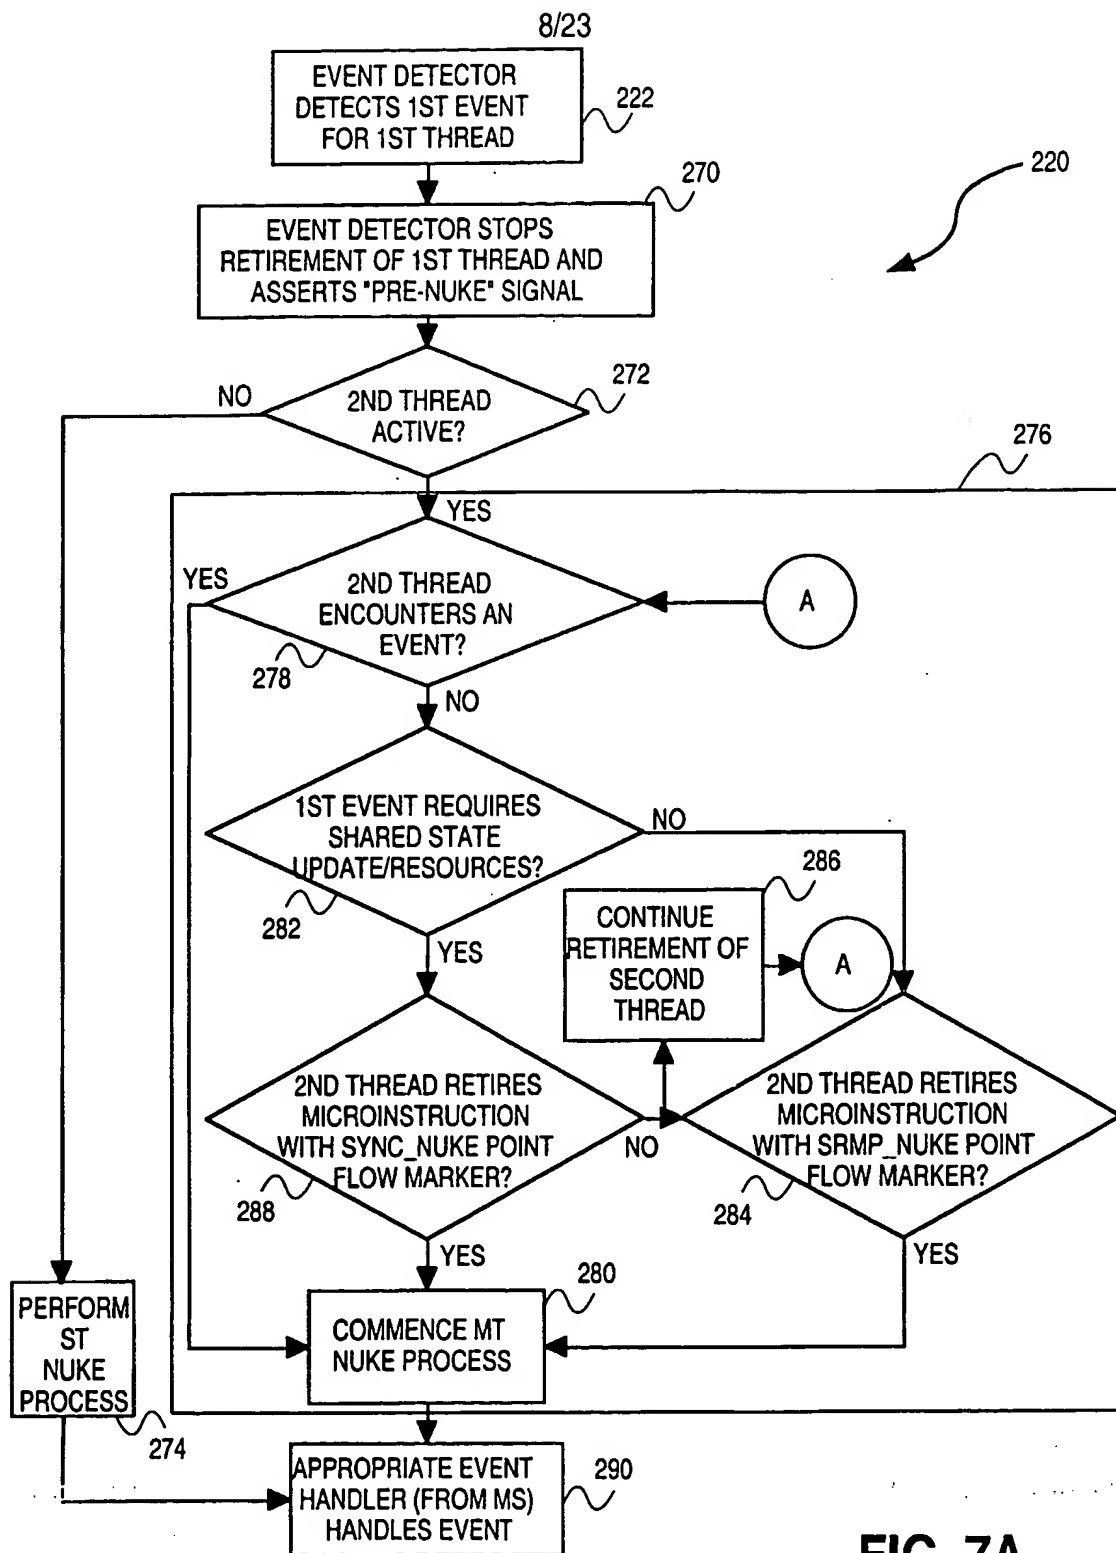 8/23
EVENT DETECTOR
DETECTS 1ST EVENT
FOR 1ST THREAD
222
220
270
EVENT DETECTOR STOPS
RETIREMENT OF 1ST THREAD AND
ASSERTS "PRE-NUKE" SIGNAL
272
NO
2ND THREAD
ACTIVE?
276
YES
YES
2ND THREAD
ENCOUNTERS AN
EVENT?
A
278
NO
1ST EVENT REQUIRES
SHARED STATE
UPDATE/RESOURCES?
NO
282
286
CONTINUE
RETIREMENT OF
SECOND
THREAD
A
YES
2ND THREAD RETIRES
MICROINSTRUCTION
WITH SYNC_NUKE POINT
FLOW MARKER?
NO
288
2ND THREAD RETIRES
MICROINSTRUCTION
WITH SRMP_NUKE POINT
FLOW MARKER?
284
YES
YES
280
COMMENCE MT
NUKE PROCESS
PERFORM
ST
NUKE
PROCESS
274
APPROPRIATE EVENT
HANDLER (FROM MS)
HANDLES EVENT
290
FIG. 7A